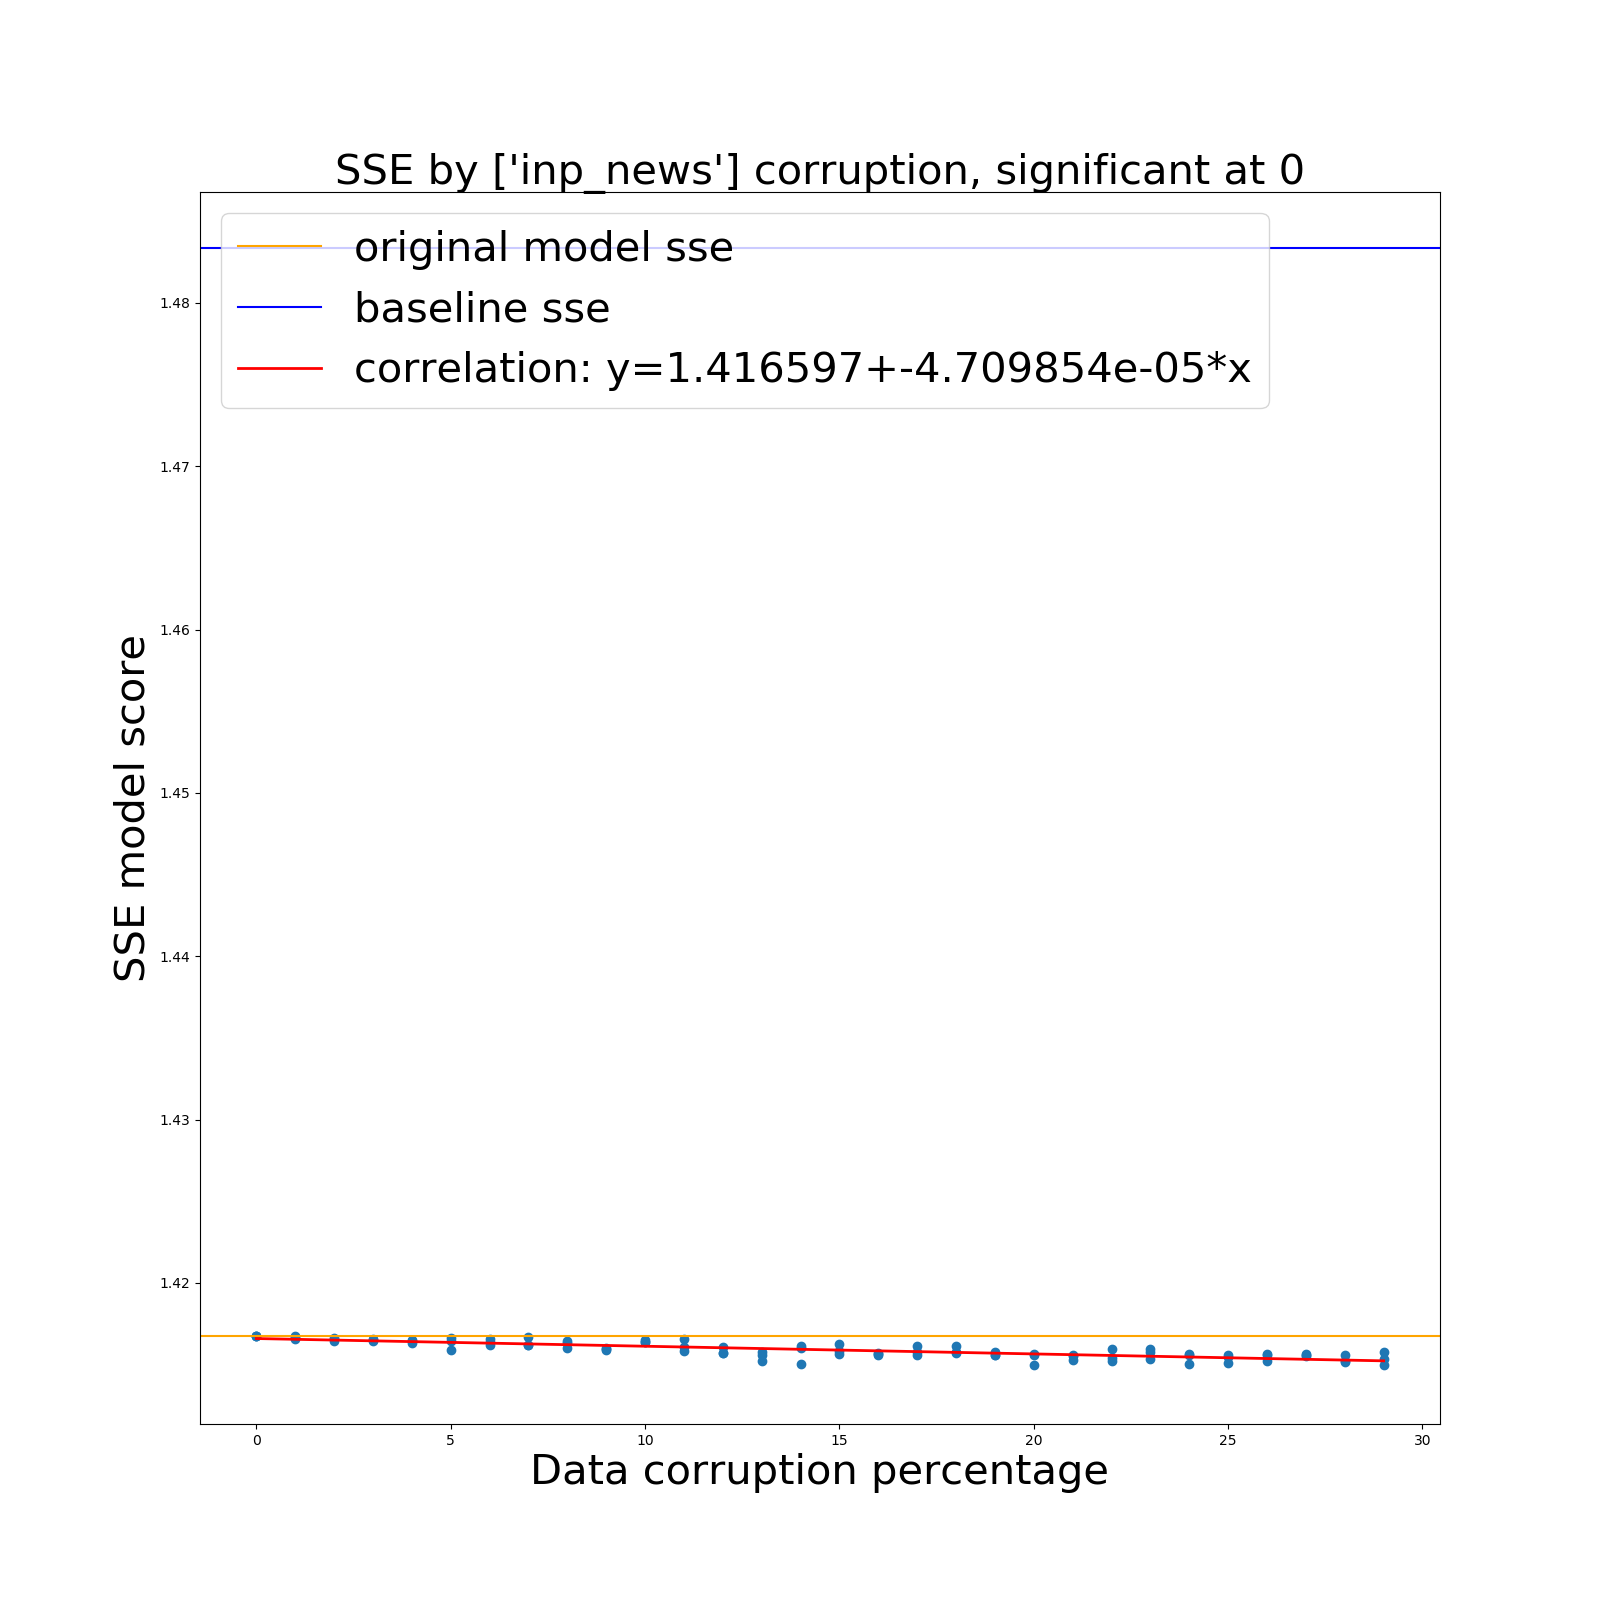 SSE by ['inp_news'] corruption, significant at 0
original model sse
baseline sse
correlation: y=1.416597+-4.709854e-05*x
SSE model score
1.48
1.47
1.46
1.45
1.44
1.43
1.42
0 5 10 15 20 25 30
Data corruption percentage